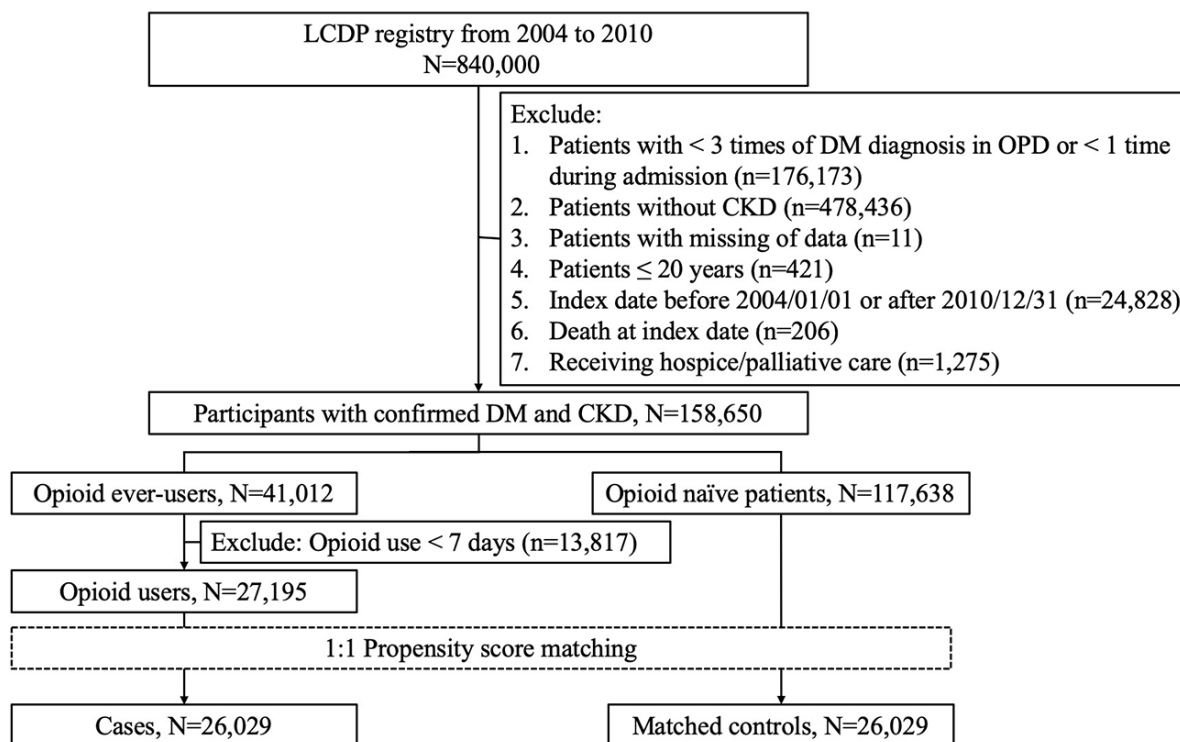 LCDP registry from 2004 to 2010
N=840,000
Exclude:
1. Patients with < 3 times of DM diagnosis in OPD or < 1 time
during admission (n=176,173)
2. Patients without CKD (n=478,436)
3. Patients with missing of data (n=11)
4. Patients ≤ 20 years (n=421)
5. Index date before 2004/01/01 or after 2010/12/31 (n=24,828)
6. Death at index date (n=206)
7. Receiving hospice/palliative care (n=1,275)
Participants with confirmed DM and CKD, N=158,650
Opioid ever-users, N=41,012
Opioid naïve patients, N=117,638
Exclude: Opioid use < 7 days (n=13,817)
Opioid users, N=27,195
1:1 Propensity score matching
Cases, N=26,029
Matched controls, N=26,029